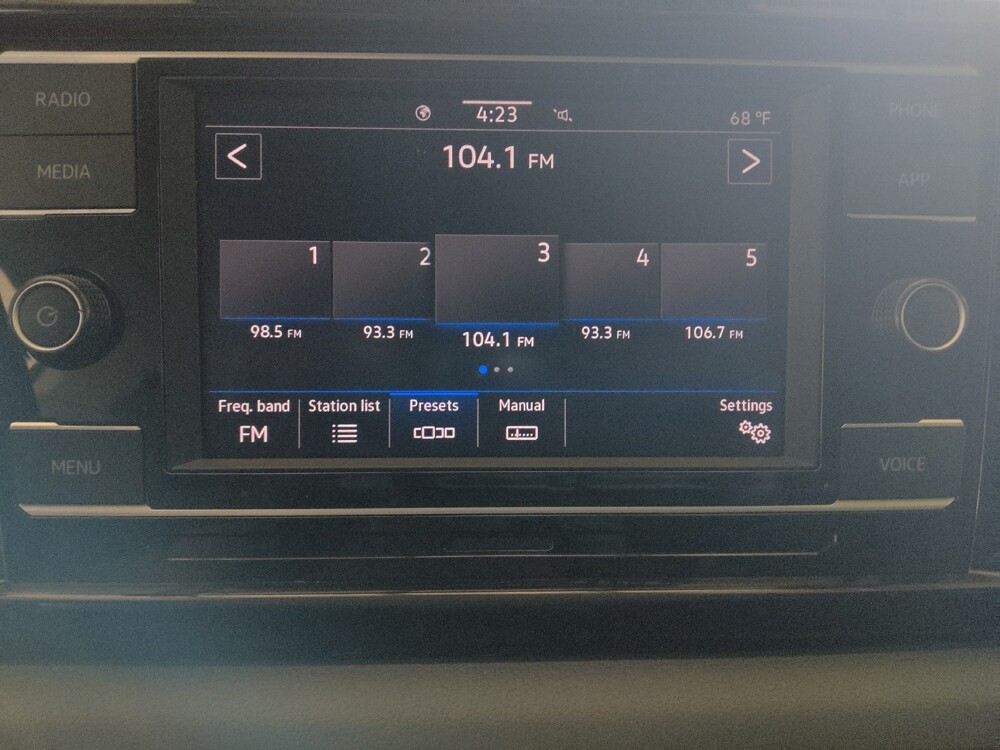 RADIO
MEDIA
MENU
4:23
68 °F
<
104.1 FM
>
1
2
3
4
5
98.5 FM
93.3 FM
104.1 FM
93.3 FM
106.7 FM
Freq. band
FM
Station list
Presets
Manual
Settings
PHONE
APP
VOICE